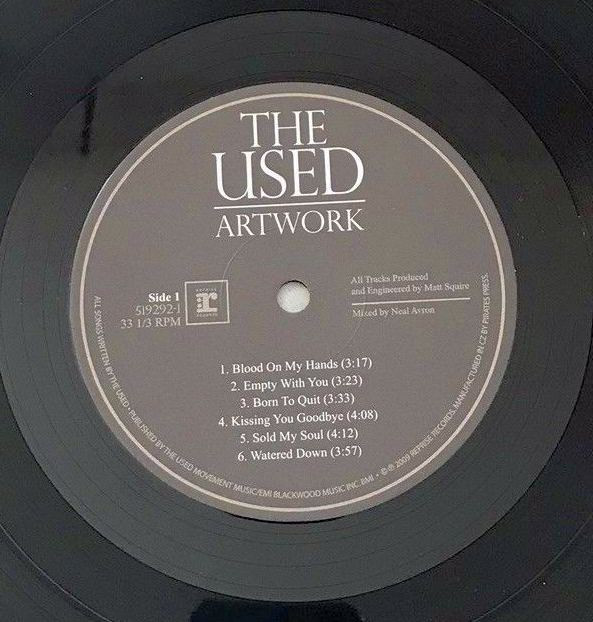 THE
USED
ARTWORK
Side 1
519292-1
33 1/3 RPM
REPRISE
r
RECORDS
All Tracks Produced
and Engineered by Matt Squire
Mixed by Neal Avron
1. Blood On My Hands (3:17)
2. Empty With You (3:23)
3. Born To Quit (3:33)
4. Kissing You Goodbye (4:08)
5. Sold My Soul (4:12)
6. Watered Down (3:57)
ALL SONGS WRITTEN BY THE USED • PUBLISHED BY THE USED MOVEMENT MUSIC/EMI BLACKWOOD MUSIC INC. BMI • ©℗ 2009 REPRISE RECORDS. MANUFACTURED IN CZ BY PIRATES PRESS.